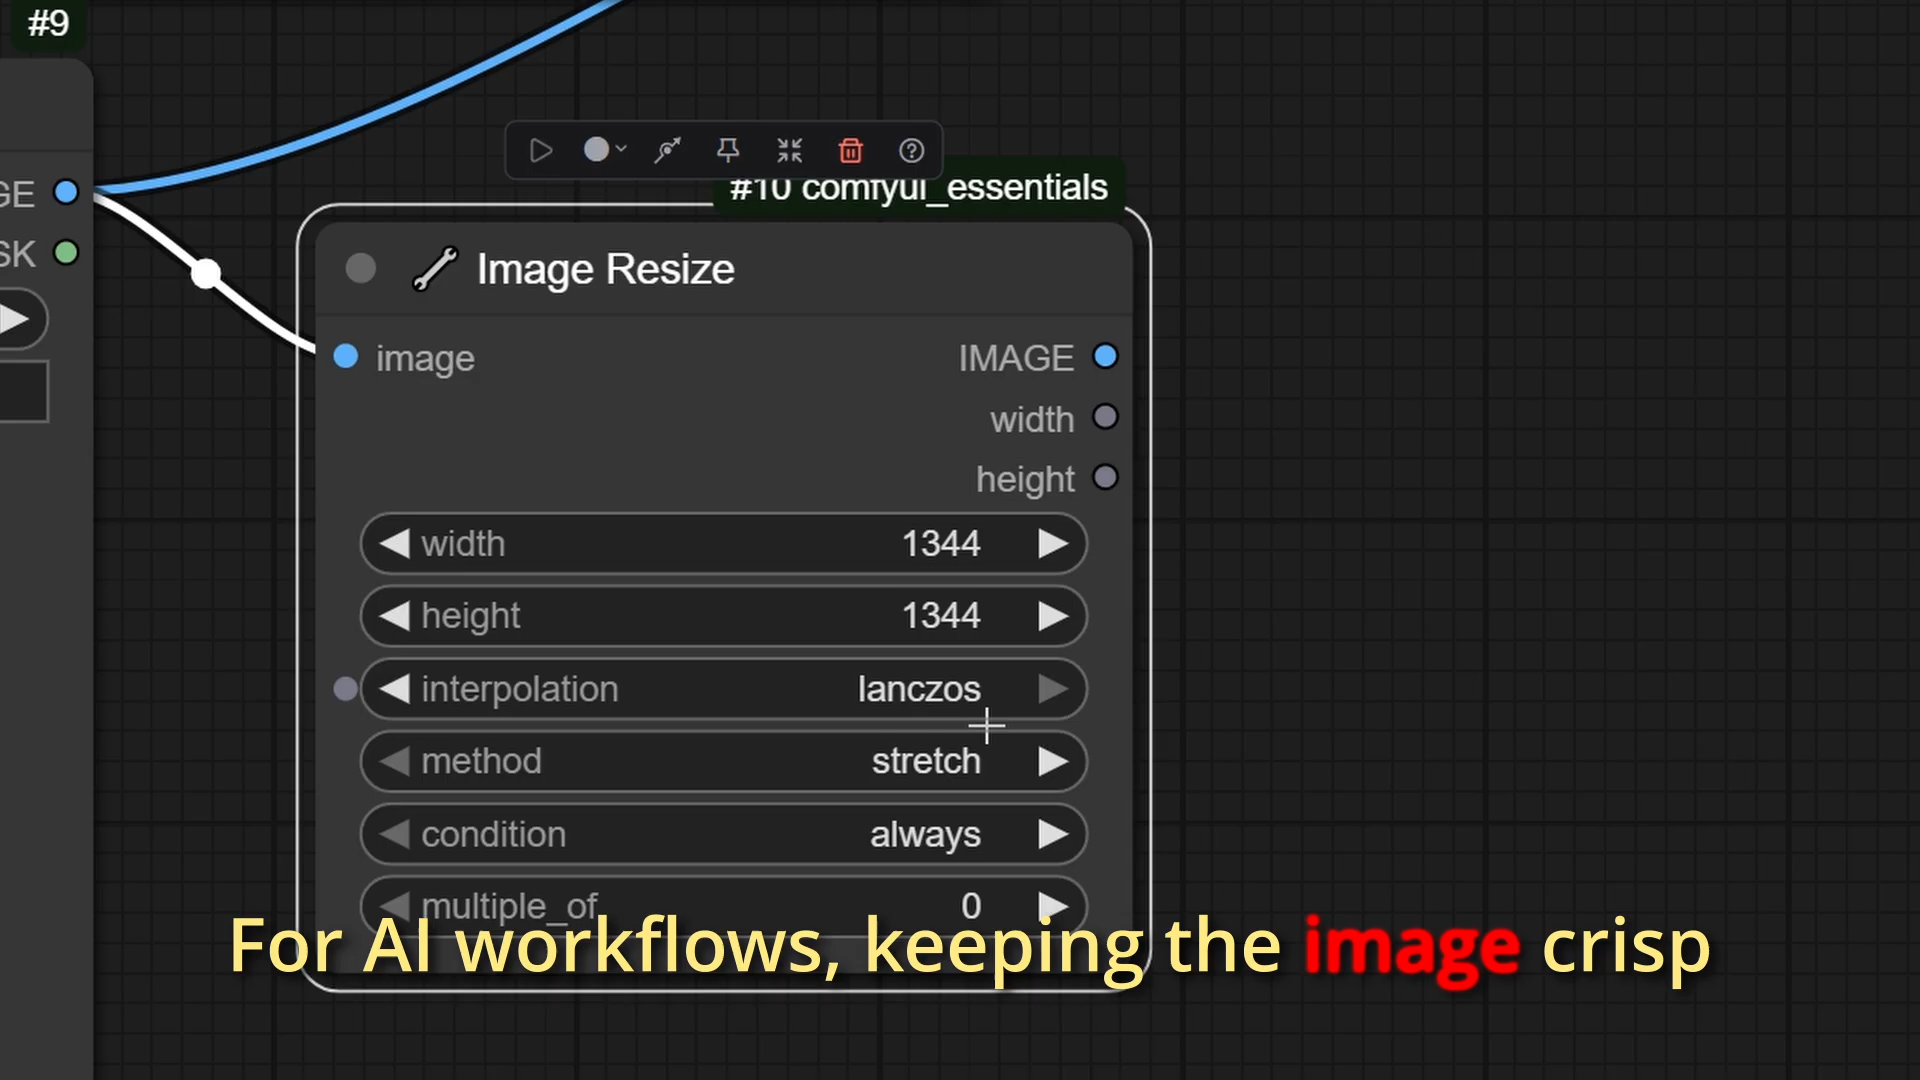 #9
GE
SK
#10 comfyui_essentials
Image Resize
image
IMAGE
width
height
width 1344
height 1344
interpolation lanczos
method stretch
condition always
multiple_of 0
For AI workflows, keeping the image crisp